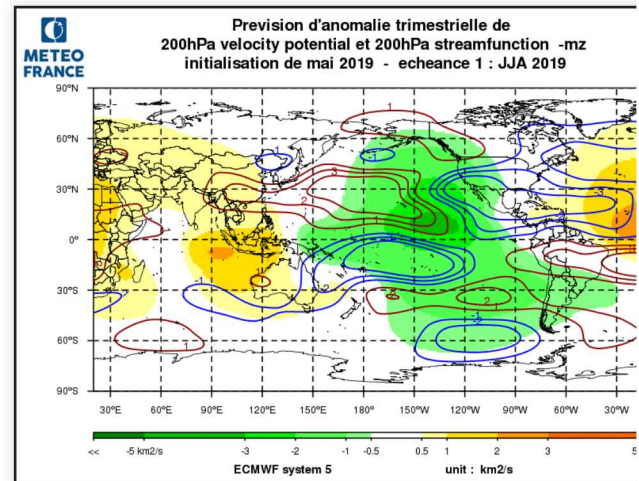 METEO
FRANCE
Prevision d'anomalie trimestrielle de
200hPa velocity potential et 200hPa streamfunction -mz
initialisation de mai 2019 - echeance 1 : JJA 2019
90°N
60°N
30°N
0°
30°S
60°S
90°S
30°E 60°E 90°E 120°E 150°E 180° 150°W 120°W 90°W 60°W 30°W
<< -5 km2/s -3 -2 -1 -0.5 0.5 1 2 3 5
ECMWF system 5 unit : km2/s